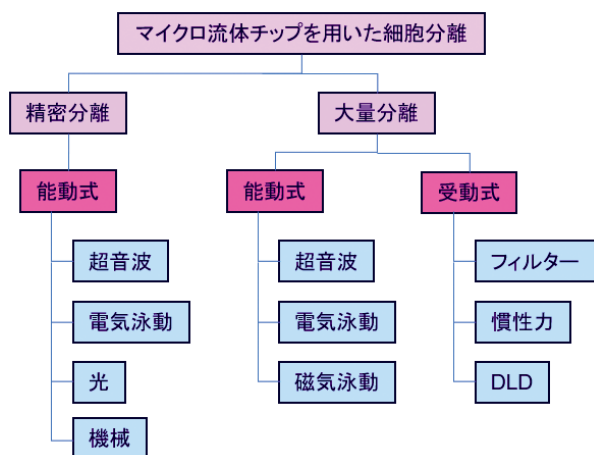 マイクロ流体チップを用いた細胞分離
精密分離
大量分離
能動式
能動式
受動式
超音波
超音波
フィルター
電気泳動
電気泳動
慣性力
光
磁気泳動
DLD
機械